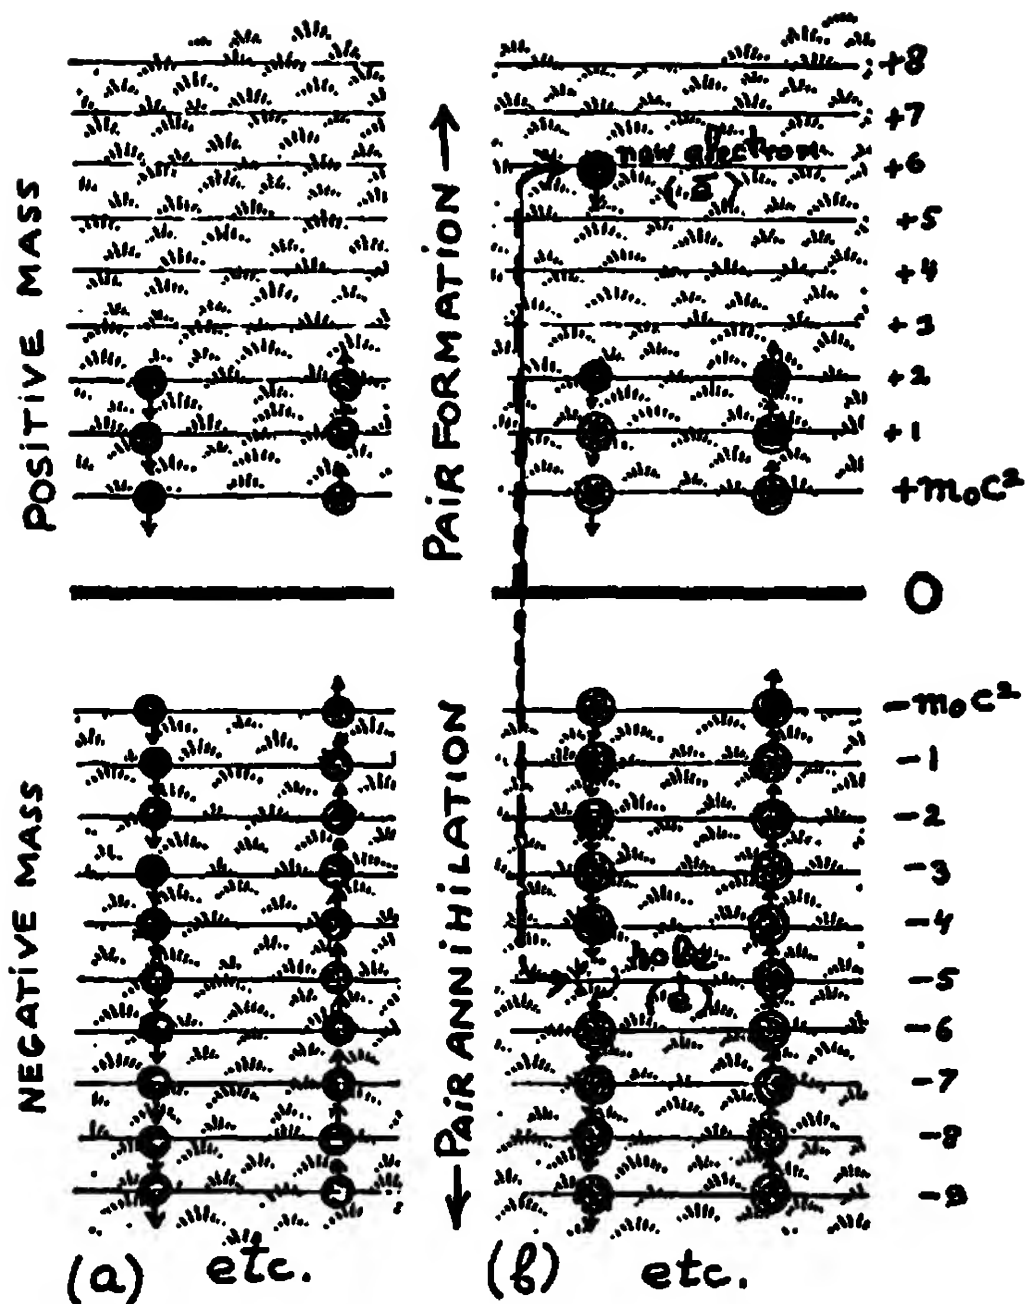 POSITIVE MASS
NEGATIVE MASS
PAIR FORMATION →
← PAIR ANNIHILATION
new electron
(ē)
hole
+8
+7
+6
+5
+4
+3
+2
+1
+m₀c²
0
-m₀c²
-1
-2
-3
-4
-5
-6
-7
-8
-9
(a) etc.
(b) etc.